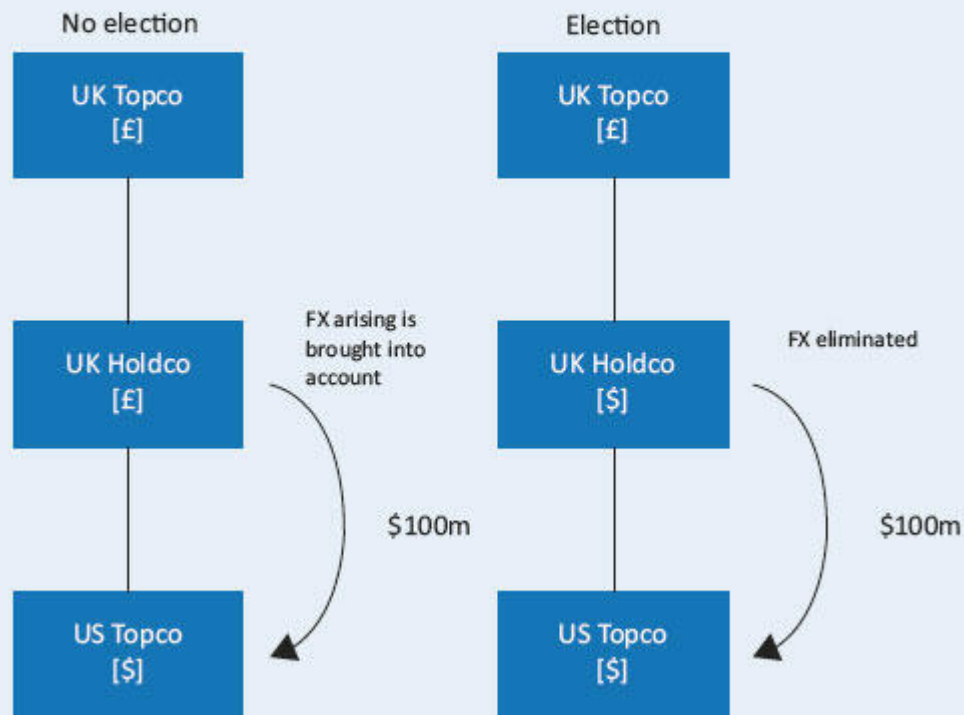 No election
UK Topco
[£]
UK Holdco
[£]
FX arising is
brought into
account
$100m
US Topco
[$]
Election
UK Topco
[£]
UK Holdco
[$]
FX eliminated
$100m
US Topco
[$]